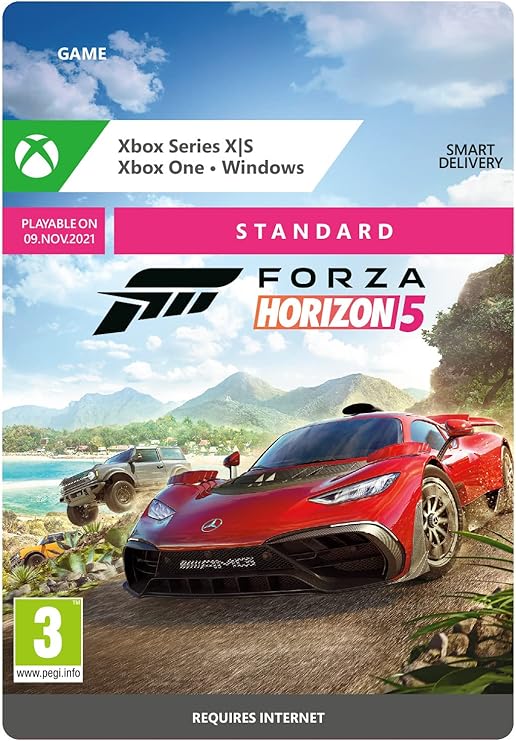 GAME
Xbox Series X|S
Xbox One • Windows
SMART
DELIVERY
PLAYABLE ON
09.NOV.2021
STANDARD
FORZA
HORIZON 5
3
™
www.pegi.info
REQUIRES INTERNET